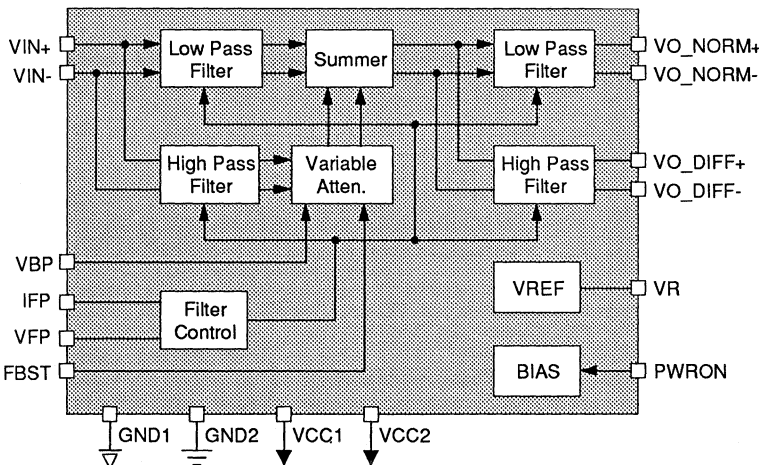 VIN+
VIN-
Low Pass
Filter
Summer
Low Pass
Filter
VO_NORM+
VO_NORM-
High Pass
Filter
Variable
Atten.
High Pass
Filter
VO_DIFF+
VO_DIFF-
VBP
IFP
VFP
FBST
Filter
Control
VREF
VR
BIAS
PWRON
GND1
GND2
VCC1
VCC2